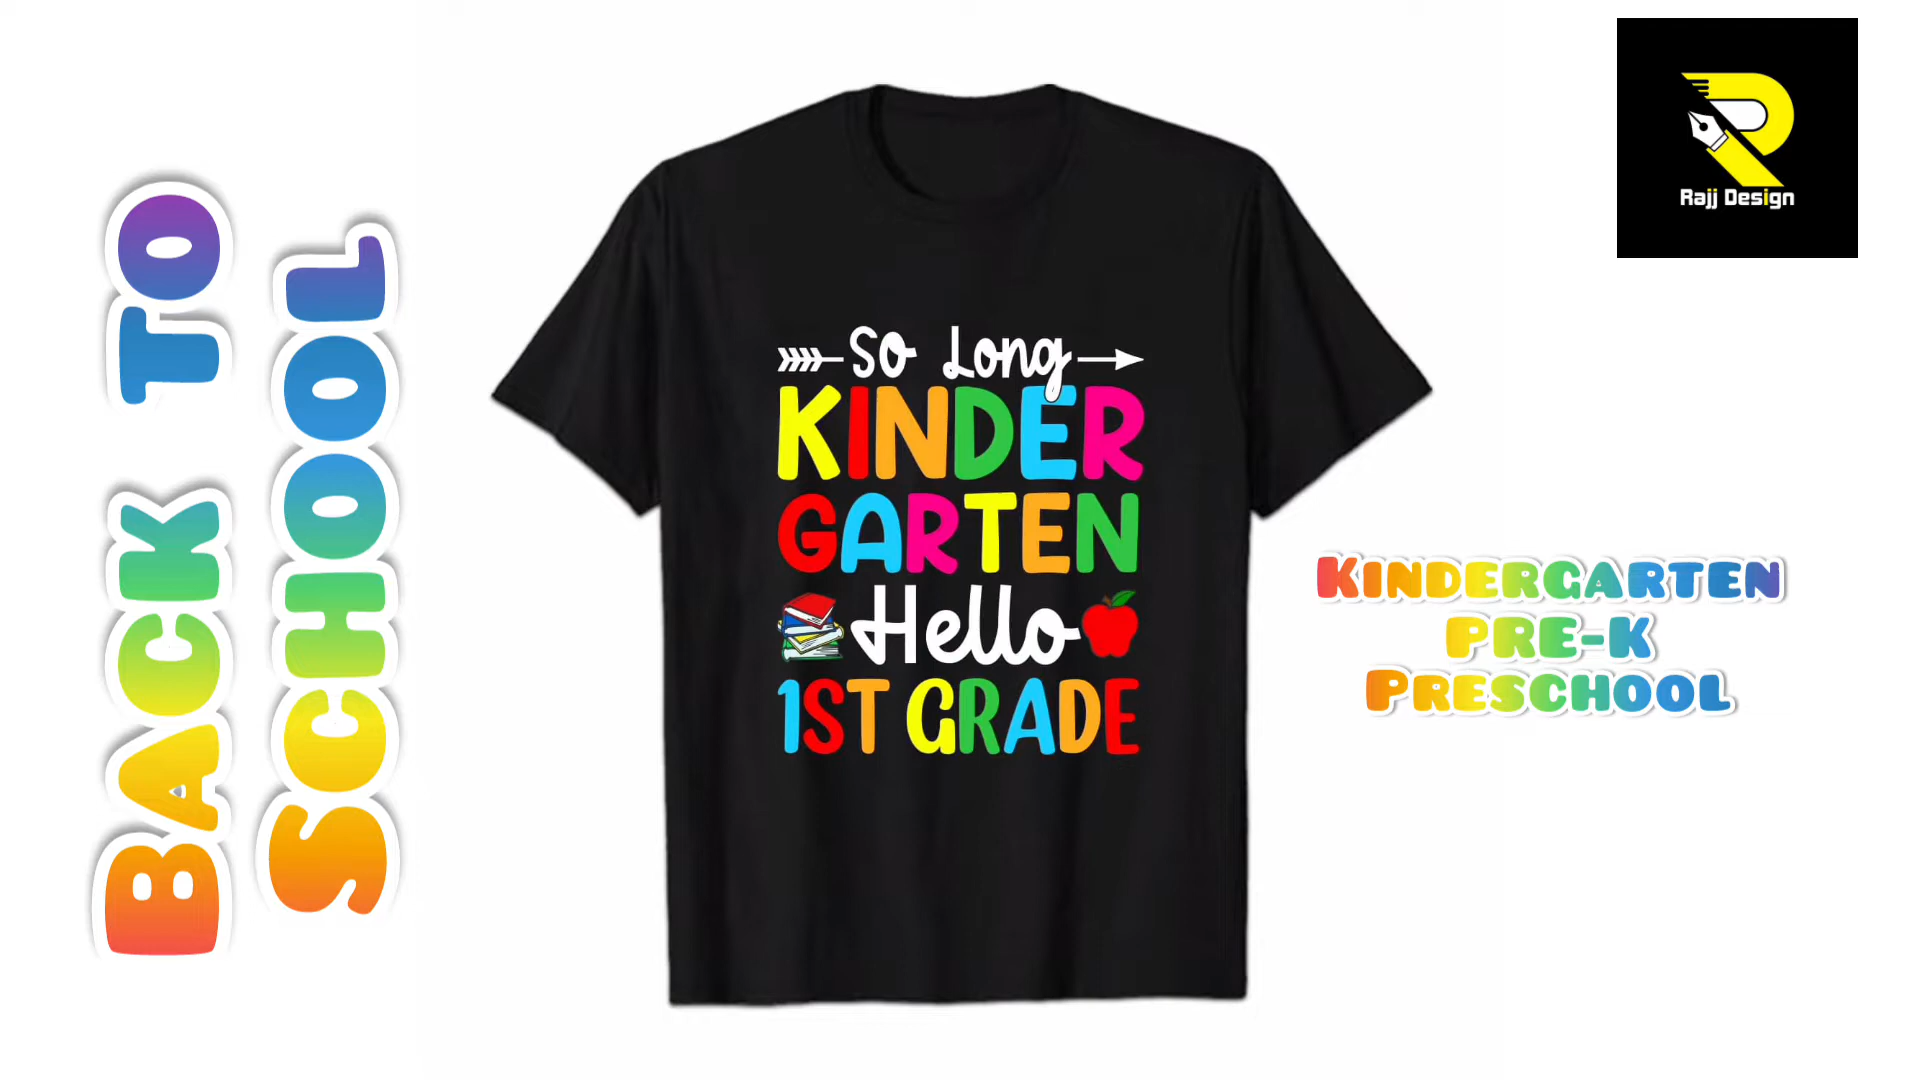 BACK TO
SCHOOL
So Long
KINDER
GARTEN
Hello
1ST GRADE
Rajj Design
KINDERGARTEN
PRE-K
PRESCHOOL